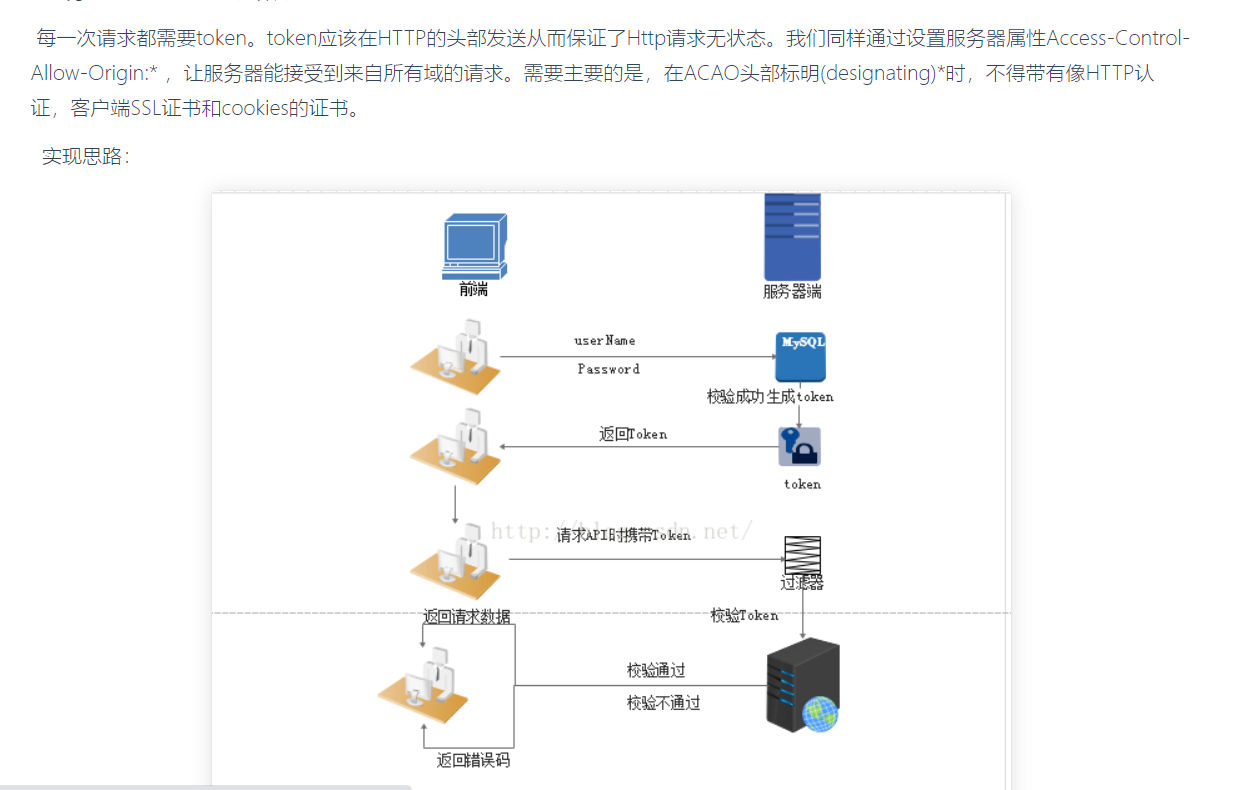 每一次请求都需要token。token应该在HTTP的头部发送从而保证了Http请求无状态。我们同样通过设置服务器属性Access-Control-
Allow-Origin:* ，让服务器能接受到来自所有域的请求。需要主要的是，在ACAO头部标明(designating)*时，不得带有像HTTP认
证，客户端SSL证书和cookies的证书。
实现思路：
前端
服务器端
userName
MySQL
Password
校验成功生成token
返回Token
token
请求API时携带Token
过滤器
返回请求数据
校验Token
校验通过
校验不通过
返回错误码